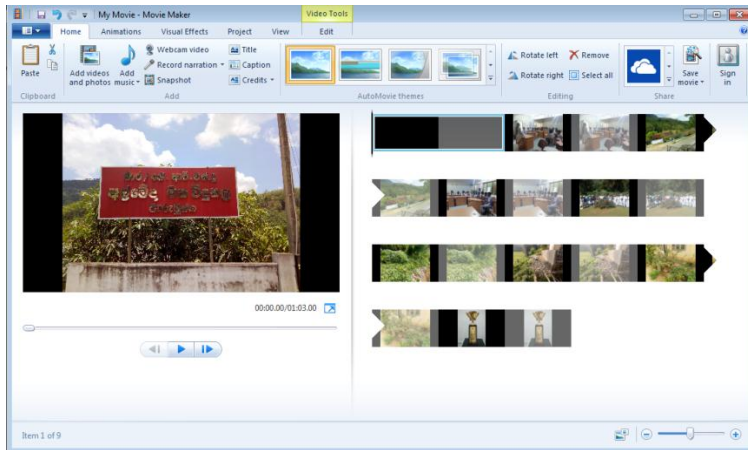 My Movie - Movie Maker
Video Tools
Home Animations Visual Effects Project View Edit
Paste
Add videos and photos
Add music
Webcam video
Record narration
Snapshot
Title
Caption
Credits
Rotate left
Rotate right
Remove
Select all
Save movie
Sign in
Clipboard Add AutoMovie themes Editing Share
00:00.00/01:03.00
Item 1 of 9